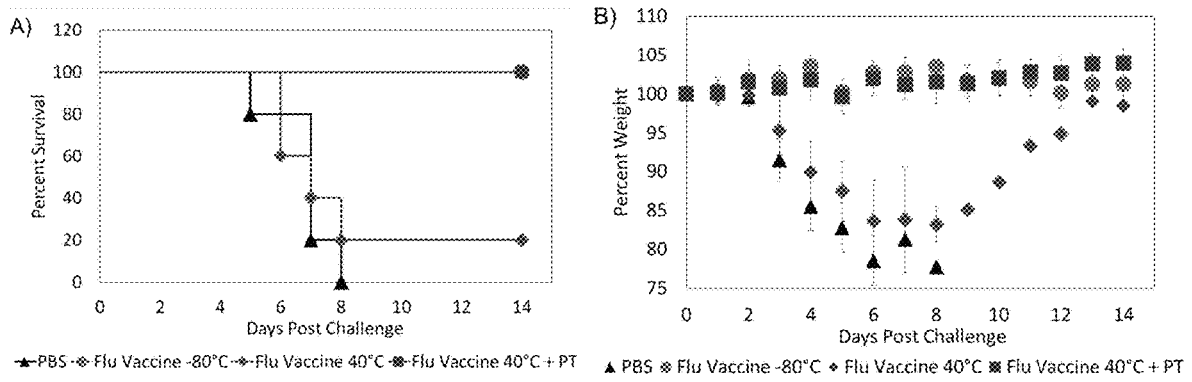 A)
120
100
80
60
40
20
0
Percent Survival
0 2 4 6 8 10 12 14
Days Post Challenge
PBS Flu Vaccine -80°C Flu Vaccine 40°C Flu Vaccine 40°C + PT
B)
110
105
100
95
90
85
80
75
Percent Weight
0 2 4 6 8 10 12 14
Days Post Challenge
PBS Flu Vaccine -80°C Flu Vaccine 40°C Flu Vaccine 40°C + PT